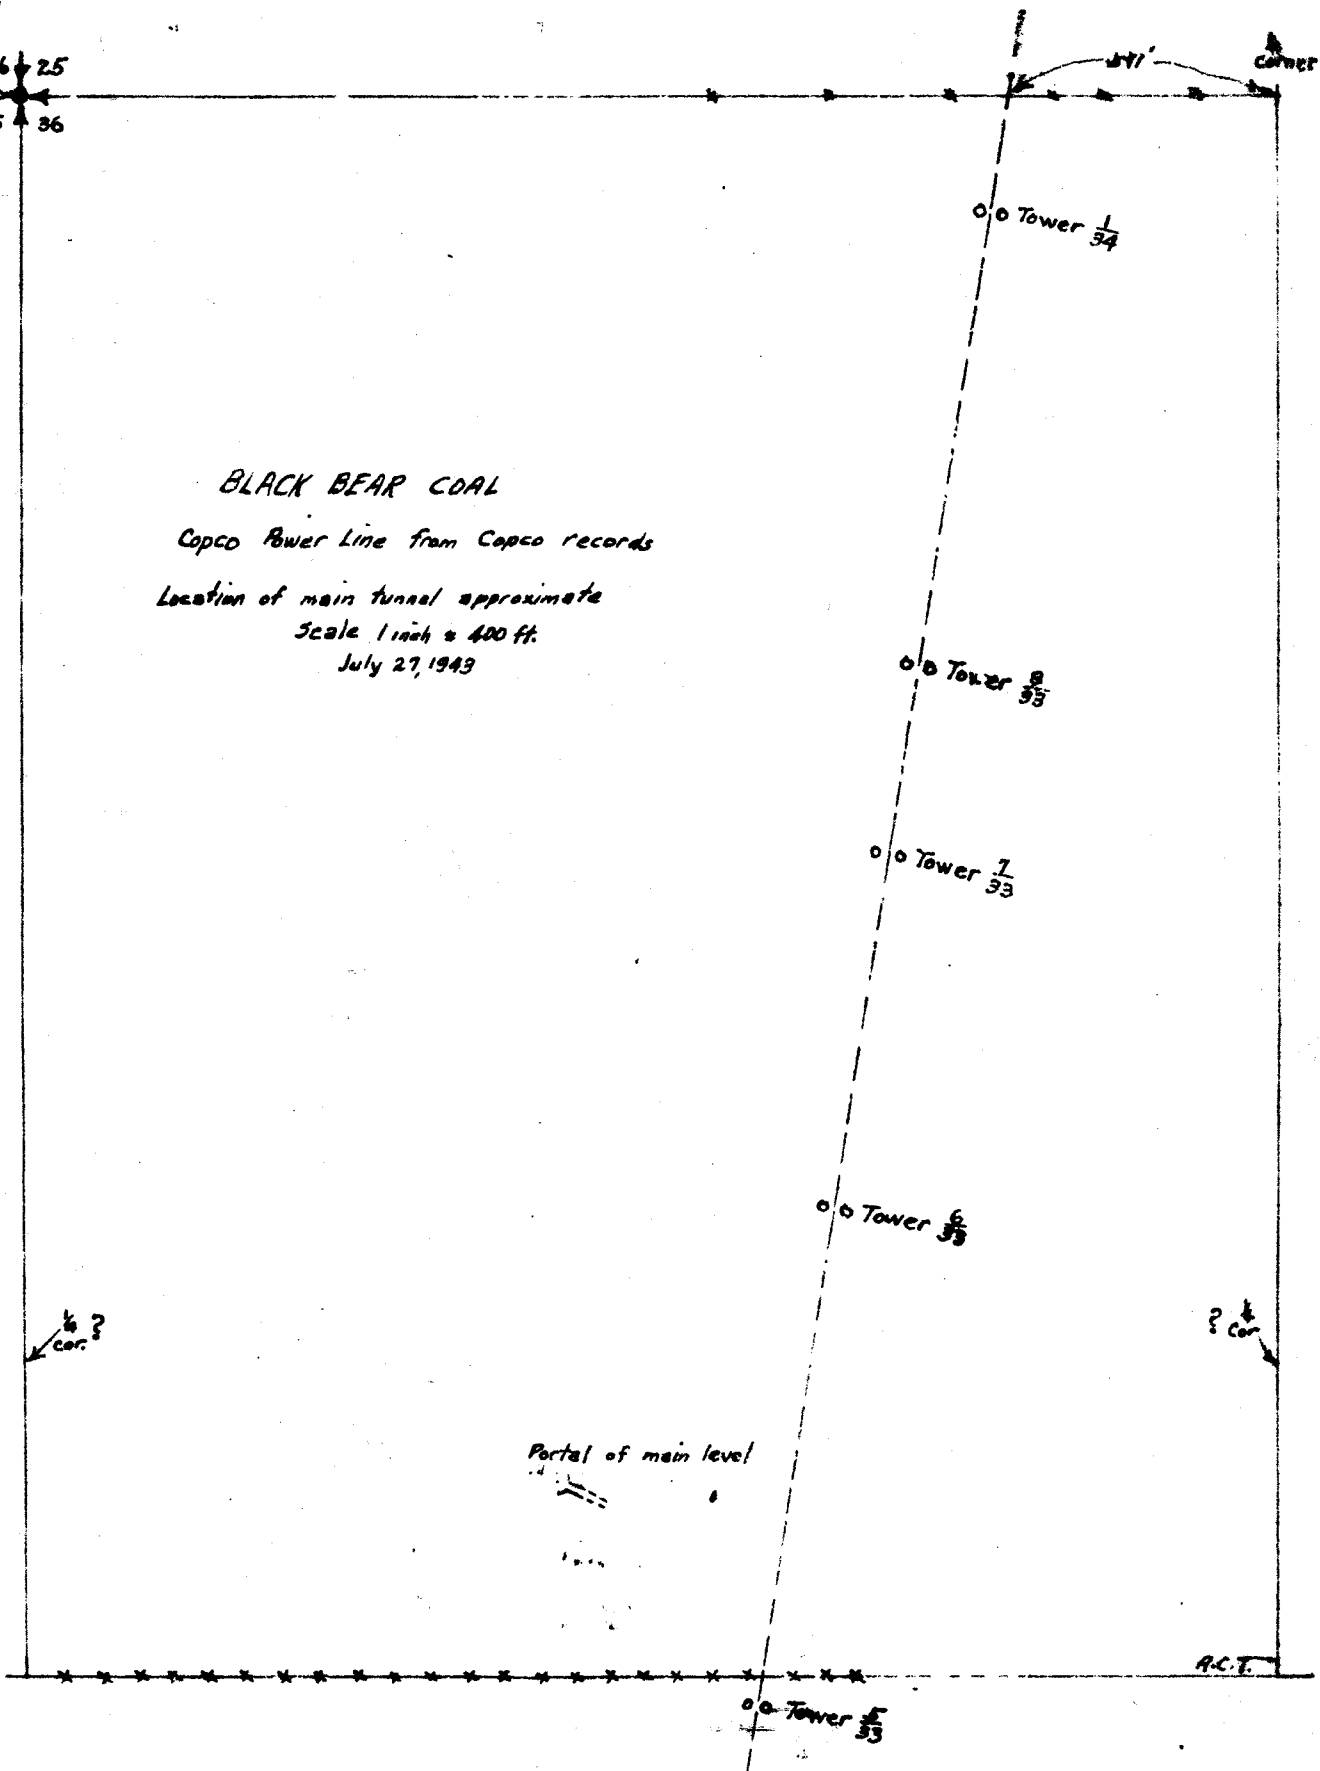 25
36
corner
Tower 1/34
BLACK BEAR COAL
Copco Power Line from Copco records
Location of main tunnel approximate
Scale 1 inch = 400 ft.
July 27, 1943
Tower 8/33
Tower 7/33
Tower 6/33
1/4 ?
cor.
? 1/4
Cor
Portal of main level
A.C.T.
Tower 5/33